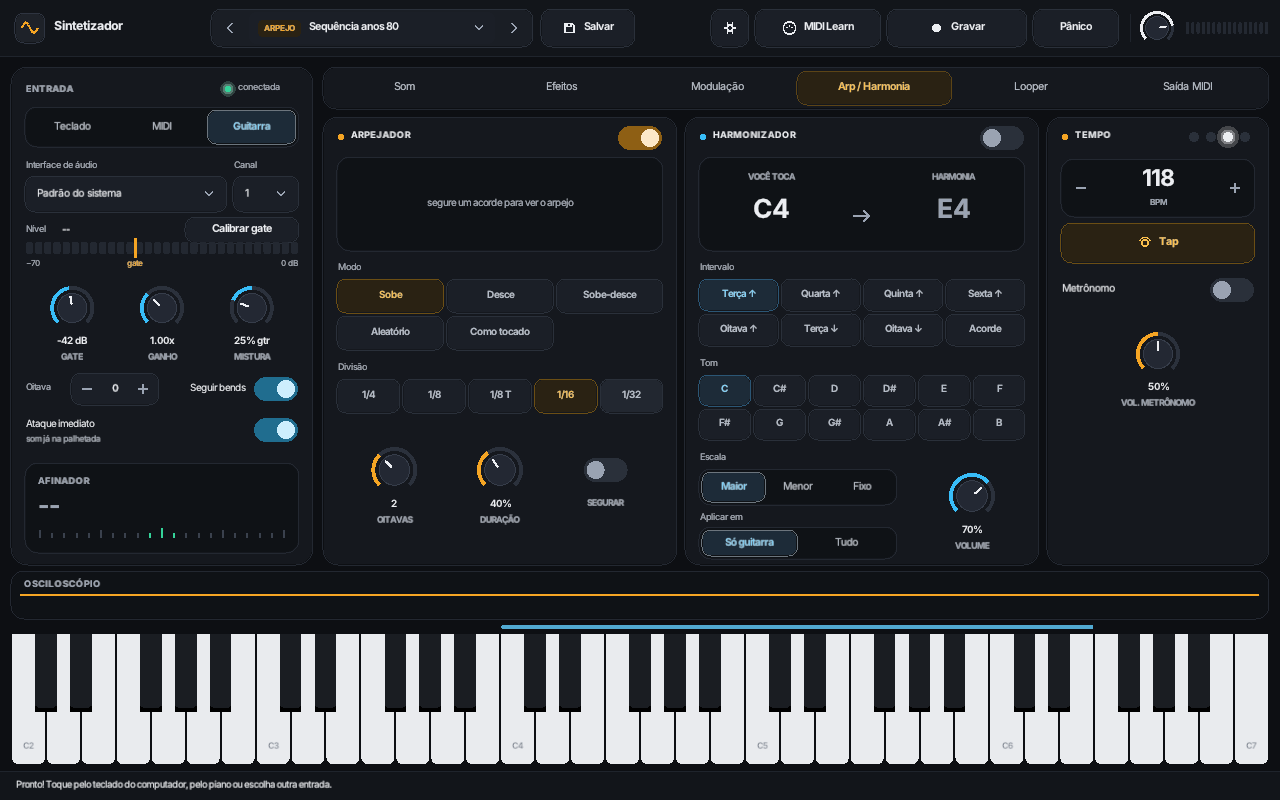 Sintetizador
ARPEJO Sequência anos 80
Salvar
MIDI Learn
Gravar
Pânico
ENTRADA
conectada
Teclado MIDI Guitarra
Interface de áudio Canal
Padrão do sistema 1
Nível -- Calibrar gate
-70 gate 0 dB
-42 dB 1.00x 25% gtr
GATE GANHO MISTURA
Oitava − 0 + Seguir bends
Ataque imediato
som já na palhetada
AFINADOR
--
Som Efeitos Modulação Arp / Harmonia Looper Saída MIDI
ARPEJADOR
segure um acorde para ver o arpejo
Modo
Sobe Desce Sobe-desce
Aleatório Como tocado
Divisão
1/4 1/8 1/8 T 1/16 1/32
2 40% SEGURAR
OITAVAS DURAÇÃO
HARMONIZADOR
VOCÊ TOCA HARMONIA
C4 → E4
Intervalo
Terça ↑ Quarta ↑ Quinta ↑ Sexta ↑
Oitava ↑ Terça ↓ Oitava ↓ Acorde
Tom
C C# D D# E F
F# G G# A A# B
Escala
Maior Menor Fixo
Aplicar em
Só guitarra Tudo
70%
VOLUME
TEMPO
− 118 +
BPM
Tap
Metrônomo
50%
VOL. METRÔNOMO
OSCILOSCÓPIO
C2 C3 C4 C5 C6 C7
Pronto! Toque pelo teclado do computador, pelo piano ou escolha outra entrada.